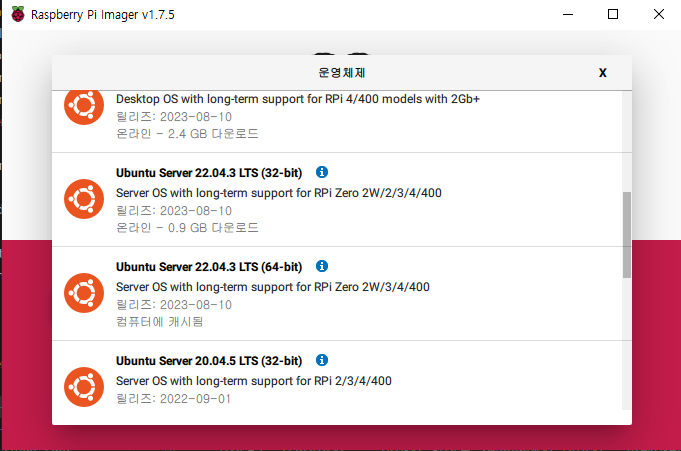 Raspberry Pi Imager v1.7.5
운영체제
X
Desktop OS with long-term support for RPi 4/400 models with 2Gb+
릴리즈: 2023-08-10
온라인 - 2.4 GB 다운로드
Ubuntu Server 22.04.3 LTS (32-bit)
Server OS with long-term support for RPi Zero 2W/2/3/4/400
릴리즈: 2023-08-10
온라인 - 0.9 GB 다운로드
Ubuntu Server 22.04.3 LTS (64-bit)
Server OS with long-term support for RPi Zero 2W/3/4/400
릴리즈: 2023-08-10
컴퓨터에 캐시됨
Ubuntu Server 20.04.5 LTS (32-bit)
Server OS with long-term support for RPi 2/3/4/400
릴리즈: 2022-09-01